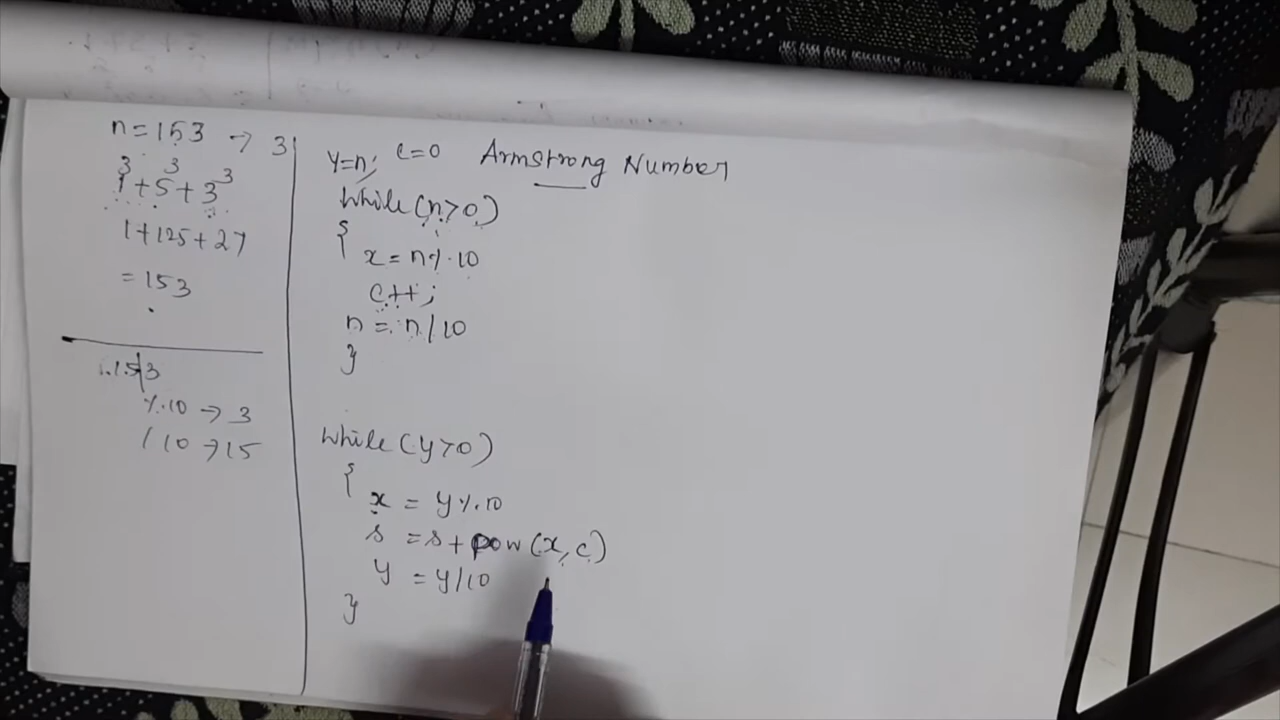 n=153 → 3
1³+5³+3³
1+125+27
=153
153
%10 → 3
/10 → 15
Armstrong Number
y=n; c=0
while(n>0)
{
x=n%10
c++;
n=n/10
}
while(y>0)
{
x=y%10
s=s+pow(x,c)
y=y/10
}